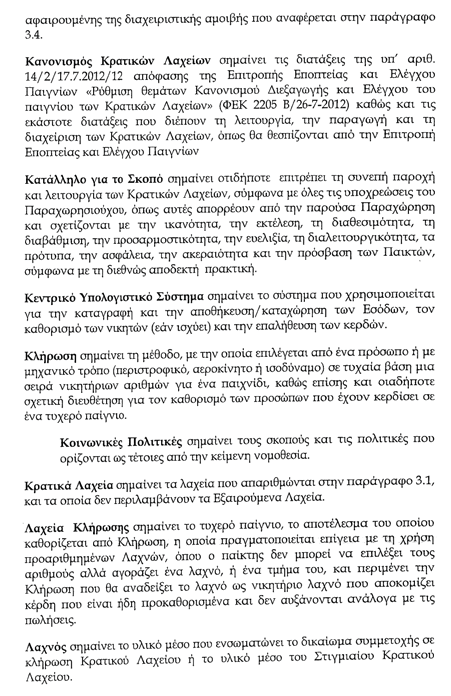 αφαιρουμένης της διαχειριστικής αμοιβής που αναφέρεται στην παράγραφο
3.4.
Κανονισμός Κρατικών Λαχείων σημαίνει τις διατάξεις της υπ’ αριθ.
14/2/17.7.2012/12 απόφασης της Επιτροπής Εποπτείας και Ελέγχου
Παιγνίων «Ρύθμιση θεμάτων Κανονισμού Διεξαγωγής και Ελέγχου του
παιγνίου των Κρατικών Λαχείων» (ΦΕΚ 2205 Β/26-7-2012) καθώς και τις
εκάστοτε διατάξεις που διέπουν τη λειτουργία, την παραγωγή και τη
διαχείριση των Κρατικών Λαχείων, όπως θα θεσπίζονται από την Επιτροπή
Εποπτείας και Ελέγχου Παιγνίων
Κατάλληλο για το Σκοπό σημαίνει οτιδήποτε επιτρέπει τη συνεπή παροχή
και λειτουργία των Κρατικών Λαχείων, σύμφωνα με όλες τις υποχρεώσεις του
Παραχωρησιούχου, όπως αυτές απορρέουν από την παρούσα Παραχώρηση
και σχετίζονται με την ικανότητα, την εκτέλεση, τη διαθεσιμότητα, τη
διαβάθμιση, την προσαρμοστικότητα, την ευελιξία, τη διαλειτουργικότητα, τα
πρότυπα, την ασφάλεια, την ακεραιότητα και την πρόσβαση των Παικτών,
σύμφωνα με τη διεθνώς αποδεκτή πρακτική.
Κεντρικό Υπολογιστικό Σύστημα σημαίνει το σύστημα που χρησιμοποιείται
για την καταγραφή και την αποθήκευση/καταχώρηση των Εσόδων, τον
καθορισμό των νικητών (εάν ισχύει) και την επαλήθευση των κερδών.
Κλήρωση σημαίνει τη μέθοδο, με την οποία επιλέγεται από ένα πρόσωπο ή με
μηχανικό τρόπο (περιστροφικό, αεροκίνητο ή ισοδύναμο) σε τυχαία βάση μια
σειρά νικητήριων αριθμών για ένα παιχνίδι, καθώς επίσης και οιαδήποτε
σχετική διευθέτηση για τον καθορισμό των προσώπων που έχουν κερδίσει σε
ένα τυχερό παίγνιο.
Κοινωνικές Πολιτικές σημαίνει τους σκοπούς και τις πολιτικές που
ορίζονται ως τέτοιες από την κείμενη νομοθεσία.
Κρατικά Λαχεία σημαίνει τα λαχεία που απαριθμώνται στην παράγραφο 3.1,
και τα οποία δεν περιλαμβάνουν τα Εξαιρούμενα Λαχεία.
Λαχεία Κλήρωσης σημαίνει το τυχερό παίγνιο, το αποτέλεσμα του οποίου
καθορίζεται από Κλήρωση, η οποία πραγματοποιείται επίγεια με τη χρήση
προαριθμημένων Λαχνών, όπου ο παίκτης δεν μπορεί να επιλέξει τους
αριθμούς αλλά αγοράζει ένα λαχνό, ή ένα τμήμα του, και περιμένει την
Κλήρωση που θα αναδείξει το λαχνό ως νικητήριο λαχνό που αποκομίζει
κέρδη που είναι ήδη προκαθορισμένα και δεν αυξάνονται ανάλογα με τις
πωλήσεις.
Λαχνός σημαίνει το υλικό μέσο που ενσωματώνει το δικαίωμα συμμετοχής σε
κλήρωση Κρατικού Λαχείου ή το υλικό μέσο του Στιγμιαίου Κρατικού
Λαχείου.